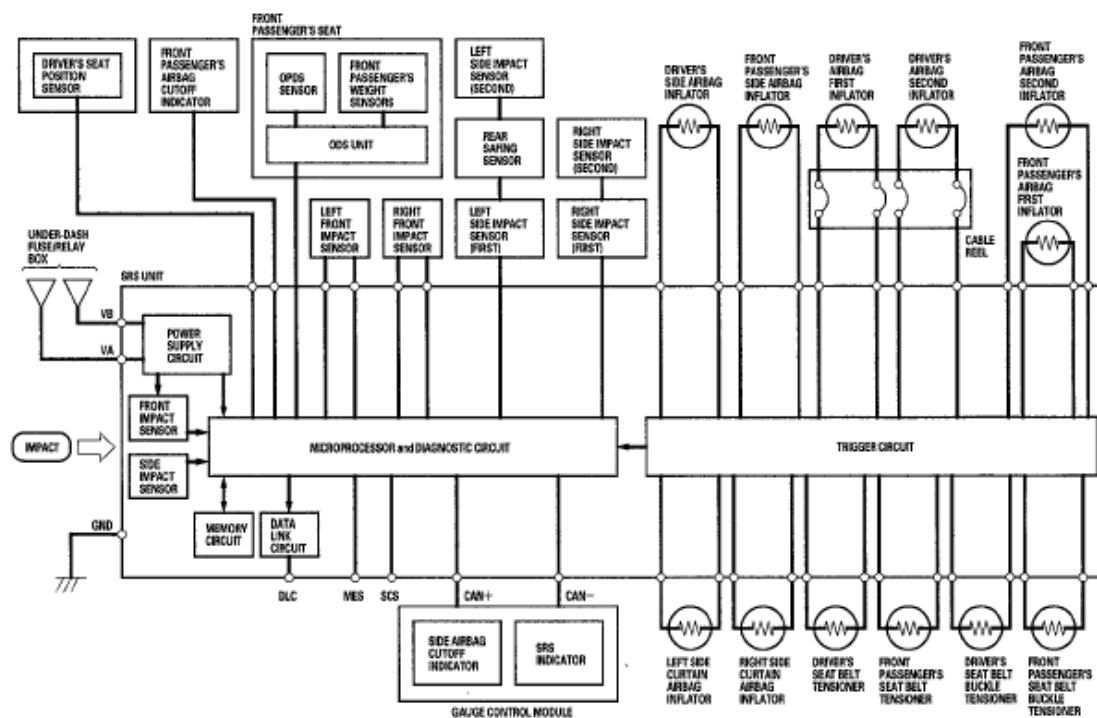 FRONT
PASSENGER'S SEAT
DRIVER'S SEAT
POSITION
SENSOR
FRONT
PASSENGER'S
AIRBAG
CUTOFF
INDICATOR
OPDS
SENSOR
FRONT
PASSENGER'S
WEIGHT
SENSORS
ODS UNIT
LEFT
SIDE IMPACT
SENSOR
(SECOND)
REAR
SAFING
SENSOR
RIGHT
SIDE IMPACT
SENSOR
(SECOND)
LEFT
FRONT
IMPACT
SENSOR
RIGHT
FRONT
IMPACT
SENSOR
LEFT
SIDE IMPACT
SENSOR
(FIRST)
RIGHT
SIDE IMPACT
SENSOR
(FIRST)
DRIVER'S
SIDE AIRBAG
INFLATOR
FRONT
PASSENGER'S
SIDE AIRBAG
INFLATOR
DRIVER'S
AIRBAG
FIRST
INFLATOR
DRIVER'S
AIRBAG
SECOND
INFLATOR
FRONT
PASSENGER'S
AIRBAG
SECOND
INFLATOR
FRONT
PASSENGER'S
AIRBAG
FIRST
INFLATOR
CABLE
REEL
UNDER-DASH
FUSE/RELAY
BOX
SRS UNIT
VB
VA
POWER
SUPPLY
CIRCUIT
FRONT
IMPACT
SENSOR
IMPACT
SIDE
IMPACT
SENSOR
MICROPROCESSOR and DIAGNOSTIC CIRCUIT
TRIGGER CIRCUIT
GND
MEMORY
CIRCUIT
DATA
LINK
CIRCUIT
DLC
MES
SCS
CAN+
CAN−
SIDE AIRBAG
CUTOFF
INDICATOR
SRS
INDICATOR
GAUGE CONTROL MODULE
LEFT SIDE
CURTAIN
AIRBAG
INFLATOR
RIGHT SIDE
CURTAIN
AIRBAG
INFLATOR
DRIVER'S
SEAT BELT
TENSIONER
FRONT
PASSENGER'S
SEAT BELT
TENSIONER
DRIVER'S
SEAT BELT
BUCKLE
TENSIONER
FRONT
PASSENGER'S
SEAT BELT
BUCKLE
TENSIONER